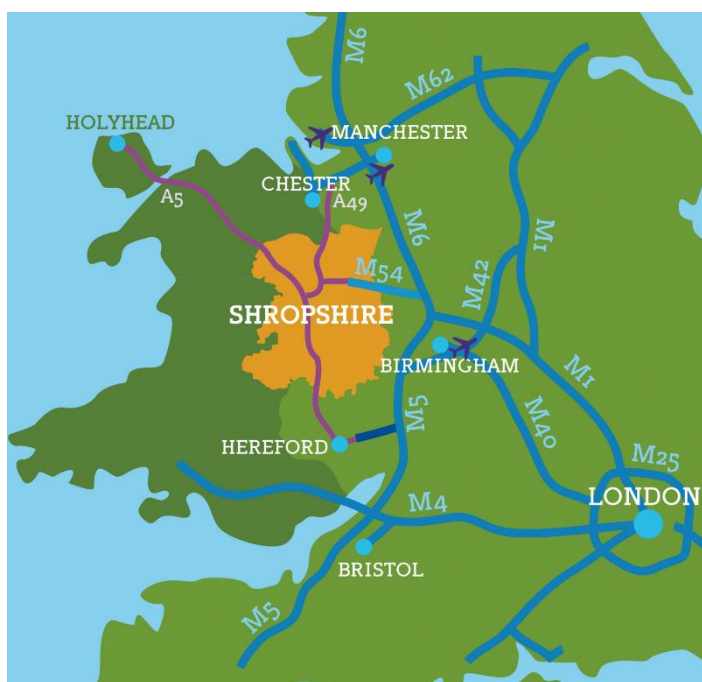 M6
M62
HOLYHEAD
MANCHESTER
CHESTER
A5
A49
M6
M1
M54
M42
SHROPSHIRE
BIRMINGHAM
M1
M5
M40
HEREFORD
M25
M4
LONDON
BRISTOL
M5